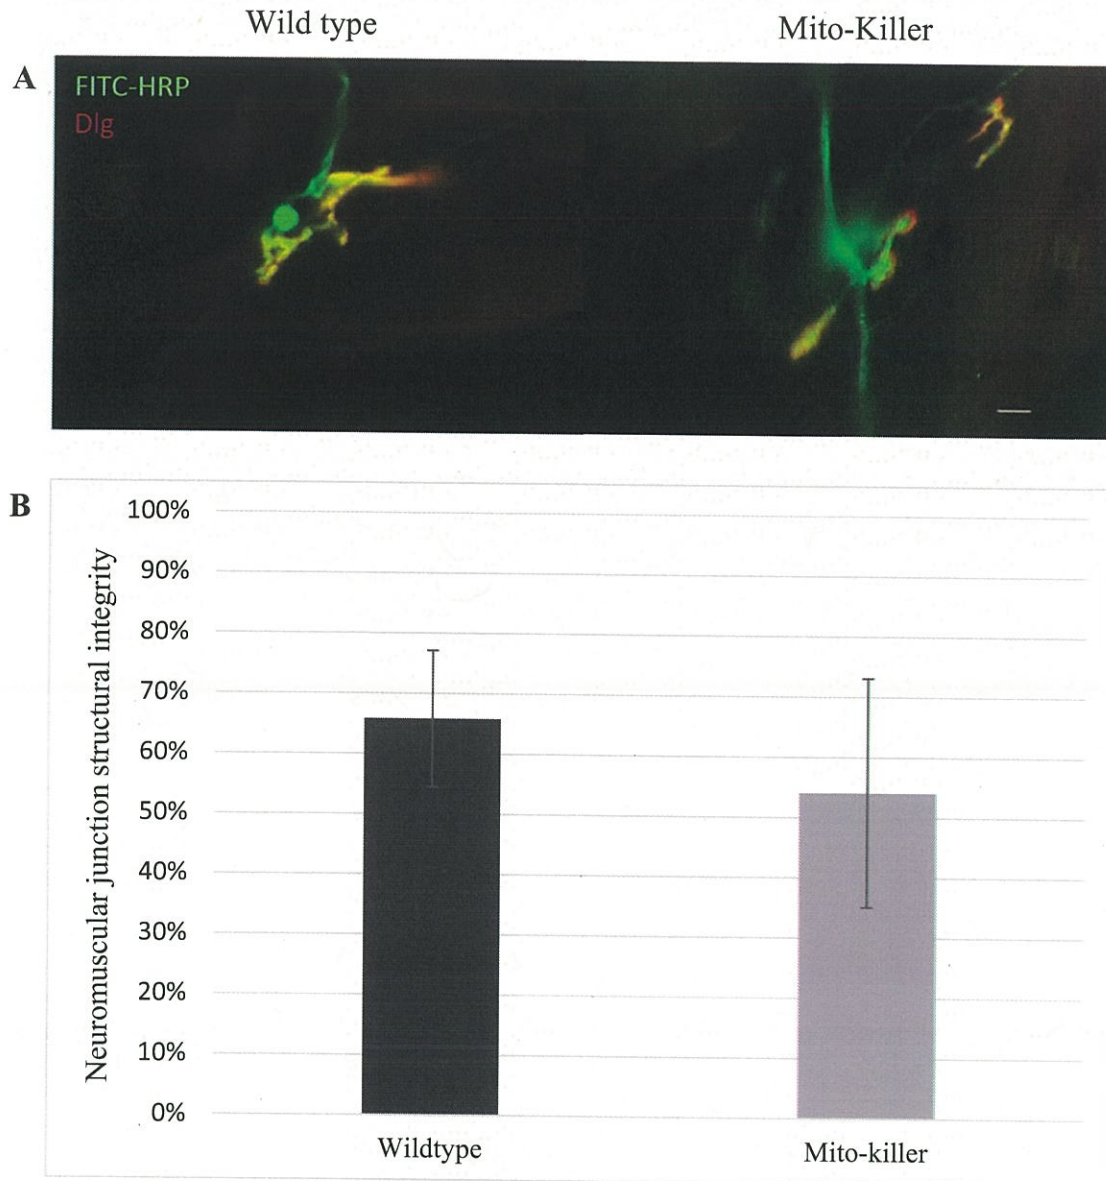 Wild type
Mito-Killer
A
FITC-HRP
Dlg
B
Neuromuscular junction structural integrity
100%
90%
80%
70%
60%
50%
40%
30%
20%
10%
0%
Wildtype
Mito-killer